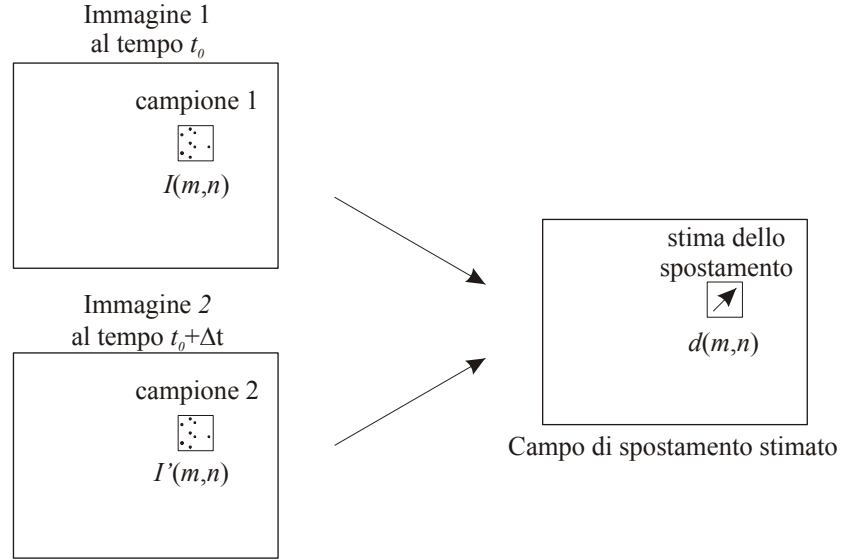 Immagine 1
al tempo t₀
campione 1
I(m,n)
Immagine 2
al tempo t₀+Δt
campione 2
I’(m,n)
stima dello
spostamento
d(m,n)
Campo di spostamento stimato